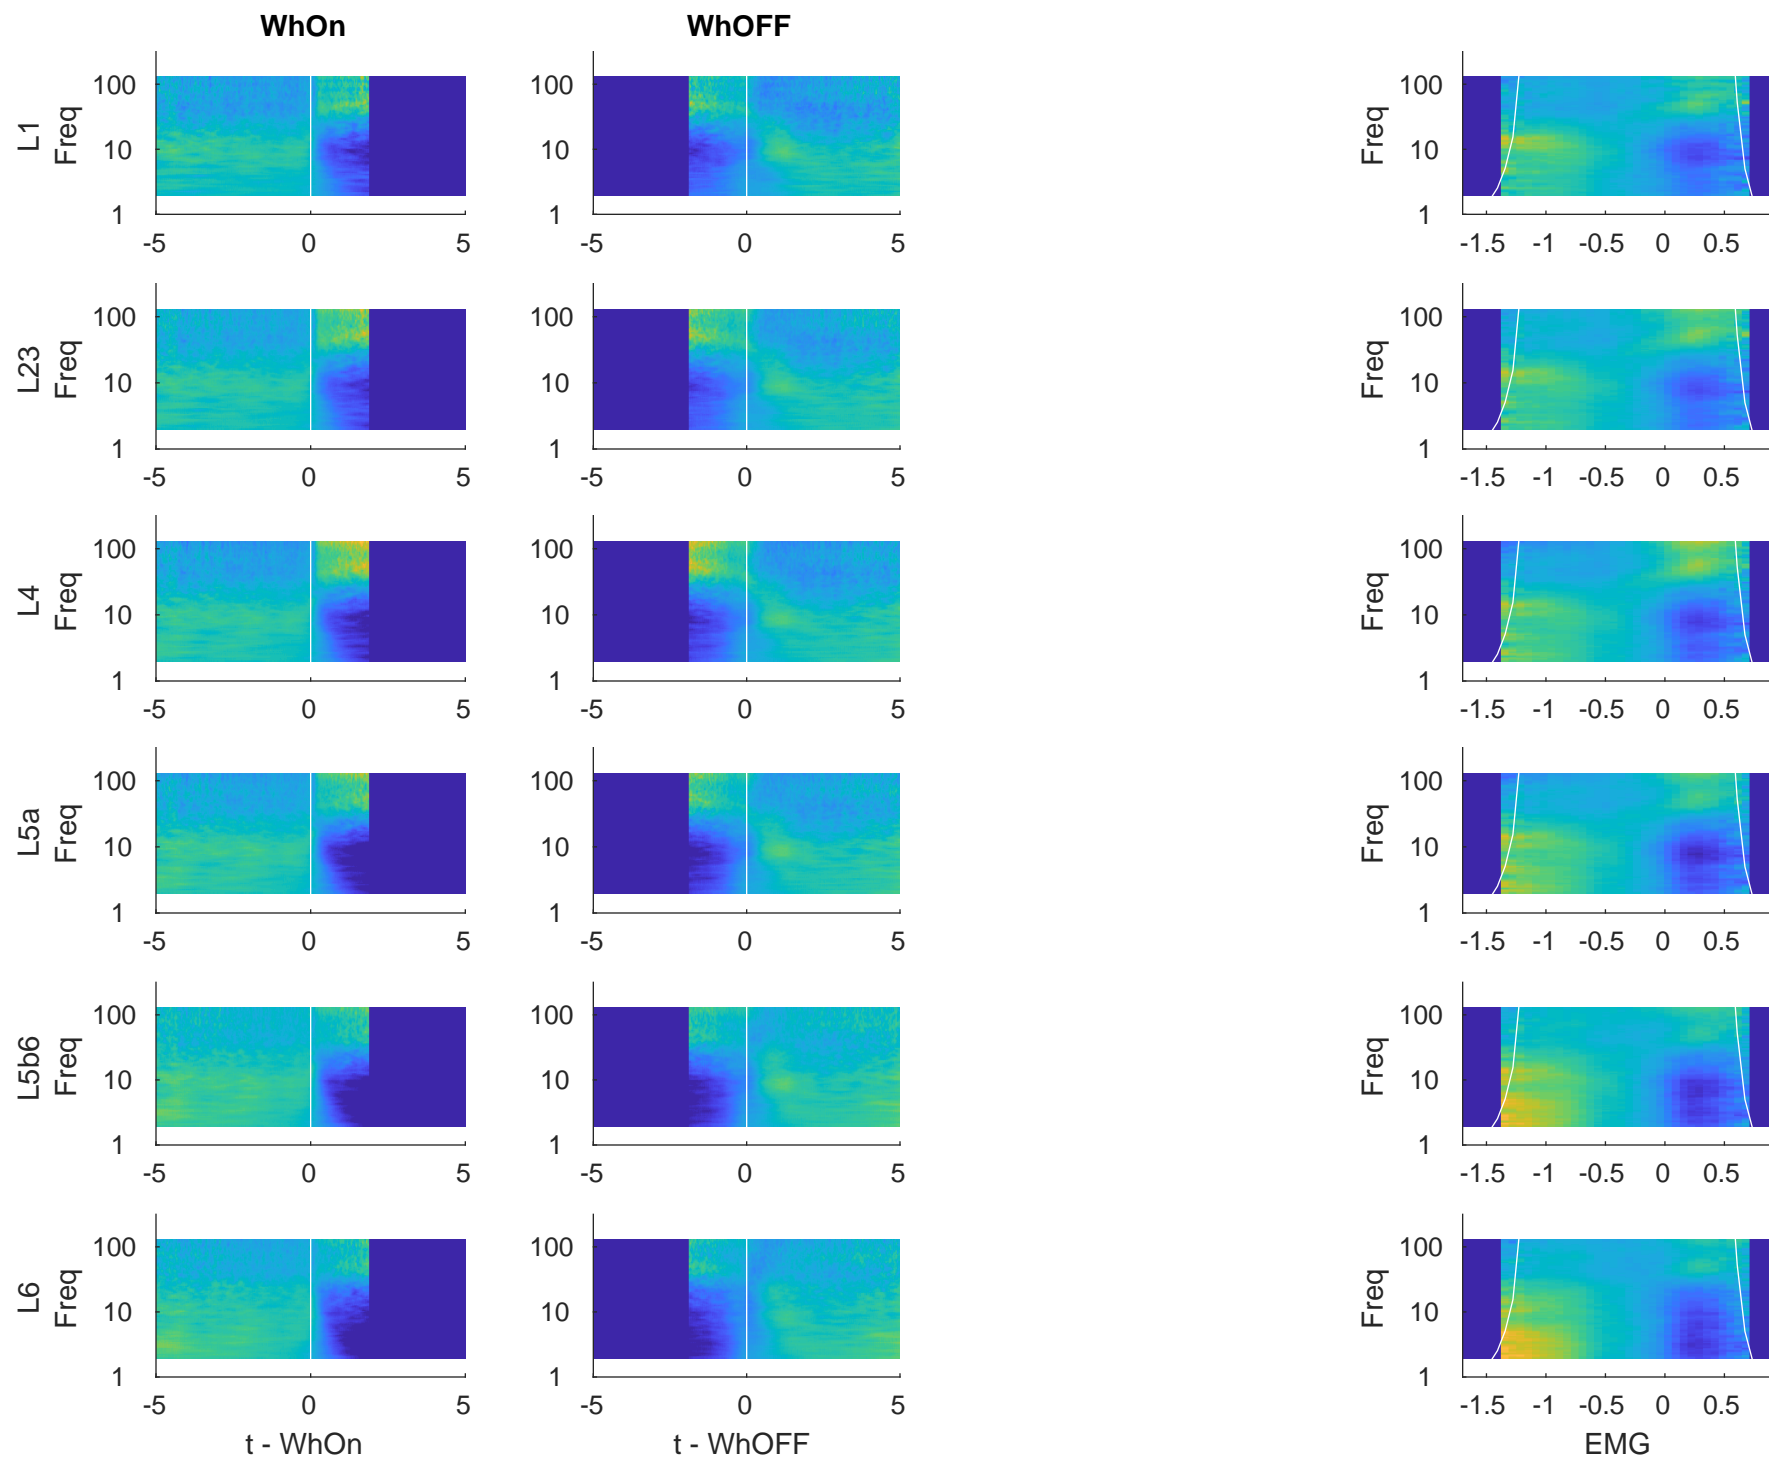 WhOn WhOFF
L1 Freq 100 10 1 100 10 1 Freq 100 10 1
-5 0 5 -5 0 5 -1.5 -1 -0.5 0 0.5
L23 Freq 100 10 1 100 10 1 Freq 100 10 1
-5 0 5 -5 0 5 -1.5 -1 -0.5 0 0.5
L4 Freq 100 10 1 100 10 1 Freq 100 10 1
-5 0 5 -5 0 5 -1.5 -1 -0.5 0 0.5
L5a Freq 100 10 1 100 10 1 Freq 100 10 1
-5 0 5 -5 0 5 -1.5 -1 -0.5 0 0.5
L5b6 Freq 100 10 1 100 10 1 Freq 100 10 1
-5 0 5 -5 0 5 -1.5 -1 -0.5 0 0.5
L6 Freq 100 10 1 100 10 1 Freq 100 10 1
-5 0 5 -5 0 5 -1.5 -1 -0.5 0 0.5
t - WhOn t - WhOFF EMG